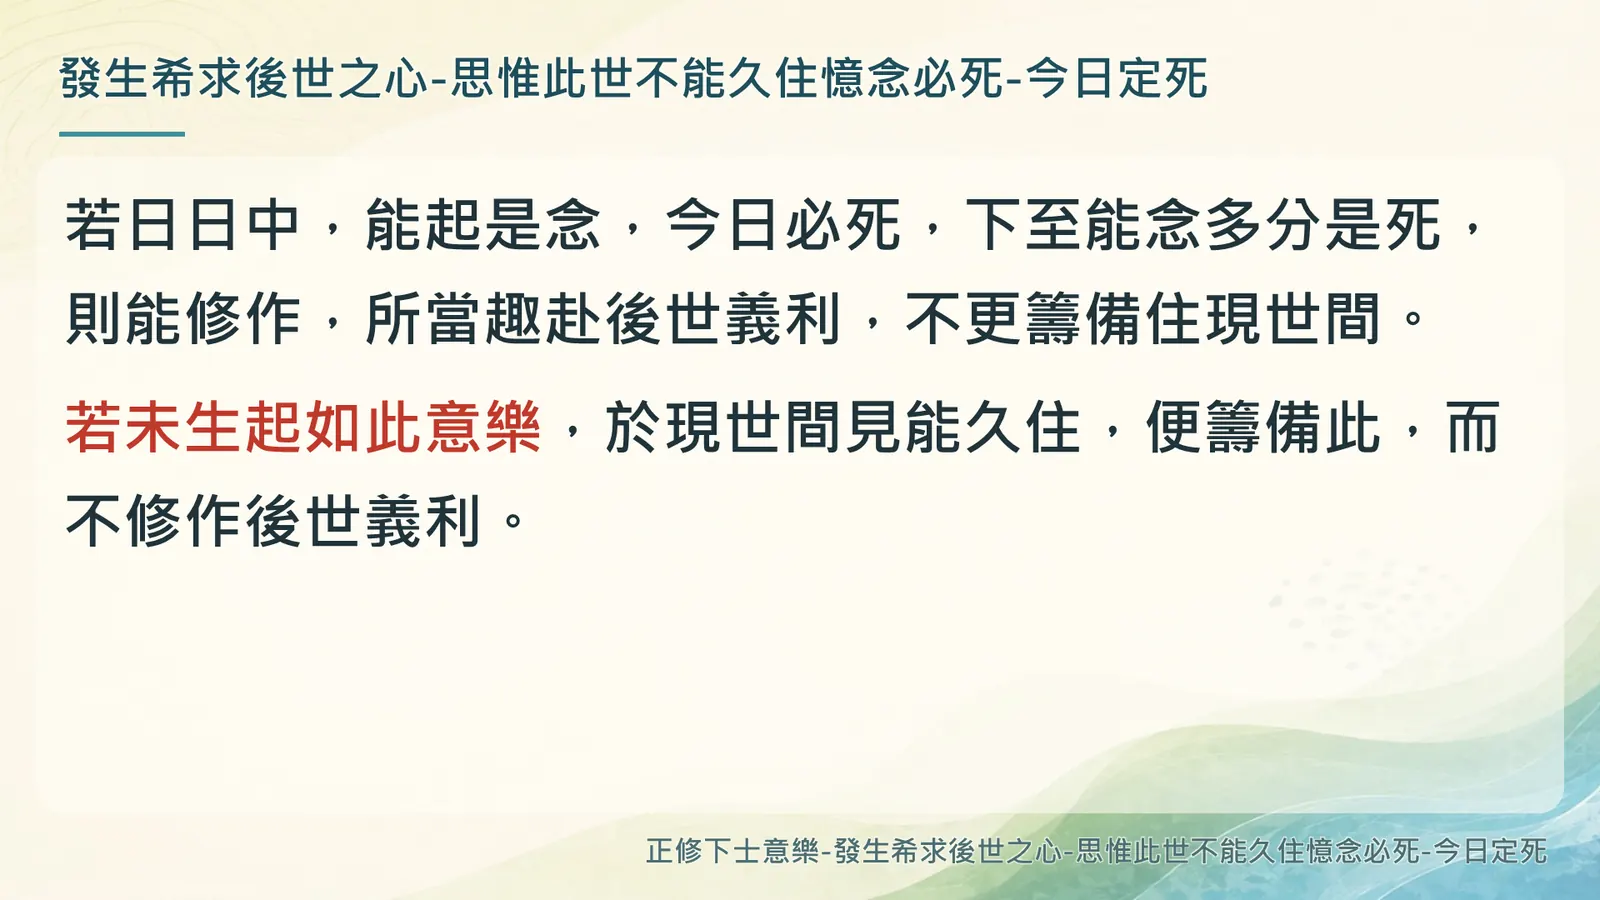 發生希求後世之心-思惟此世不能久住憶念必死-今日定死
若日日中，能起是念，今日必死，下至能念多分是死，
則能修作，所當趣赴後世義利，不更籌備住現世間。
若未生起如此意樂，於現世間見能久住，便籌備此，而
不修作後世義利。
正修下士意樂-發生希求後世之心-思惟此世不能久住憶念必死-今日定死